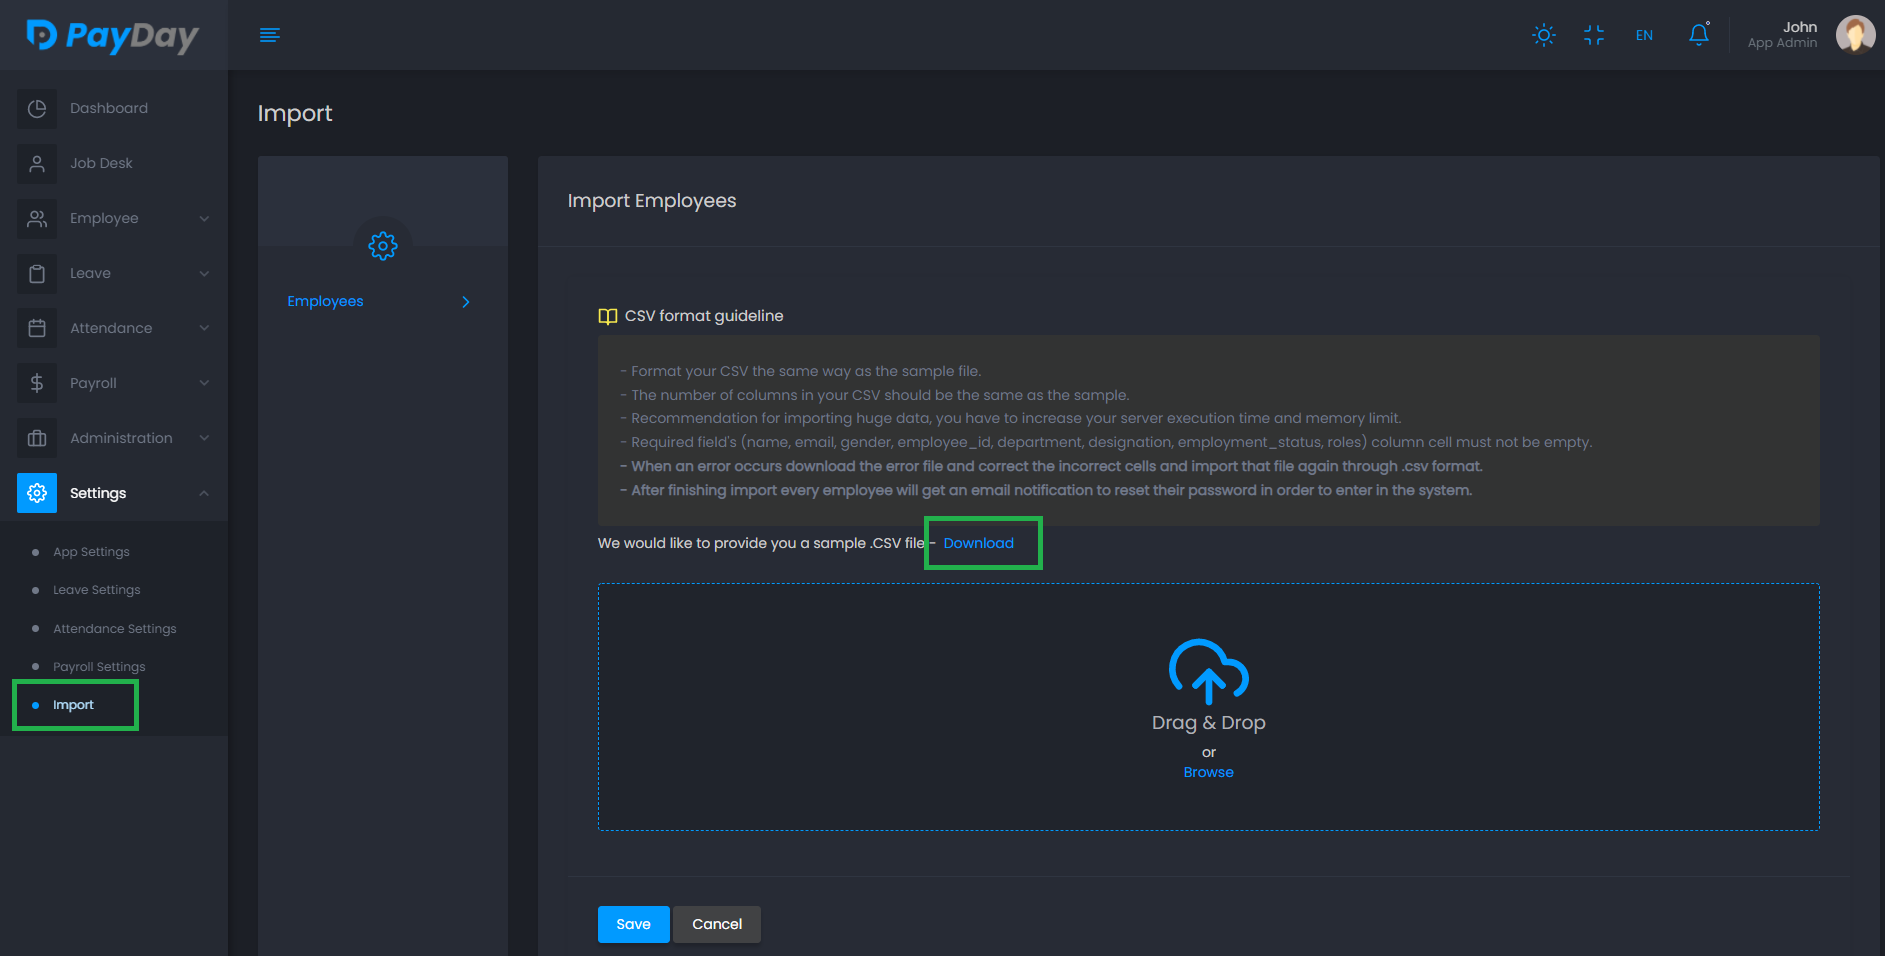 PayDay
EN
John
App Admin
Dashboard
Job Desk
Employee
Leave
Attendance
Payroll
Administration
Settings
App Settings
Leave Settings
Attendance Settings
Payroll Settings
Import
Import
Employees
Import Employees
CSV format guideline
- Format your CSV the same way as the sample file.
- The number of columns in your CSV should be the same as the sample.
- Recommendation for importing huge data, you have to increase your server execution time and memory limit.
- Required field's (name, email, gender, employee_id, department, designation, employment_status, roles) column cell must not be empty.
- When an error occurs download the error file and correct the incorrect cells and import that file again through .csv format.
- After finishing import every employee will get an email notification to reset their password in order to enter in the system.
We would like to provide you a sample .CSV file - Download
Drag & Drop
or
Browse
Save
Cancel